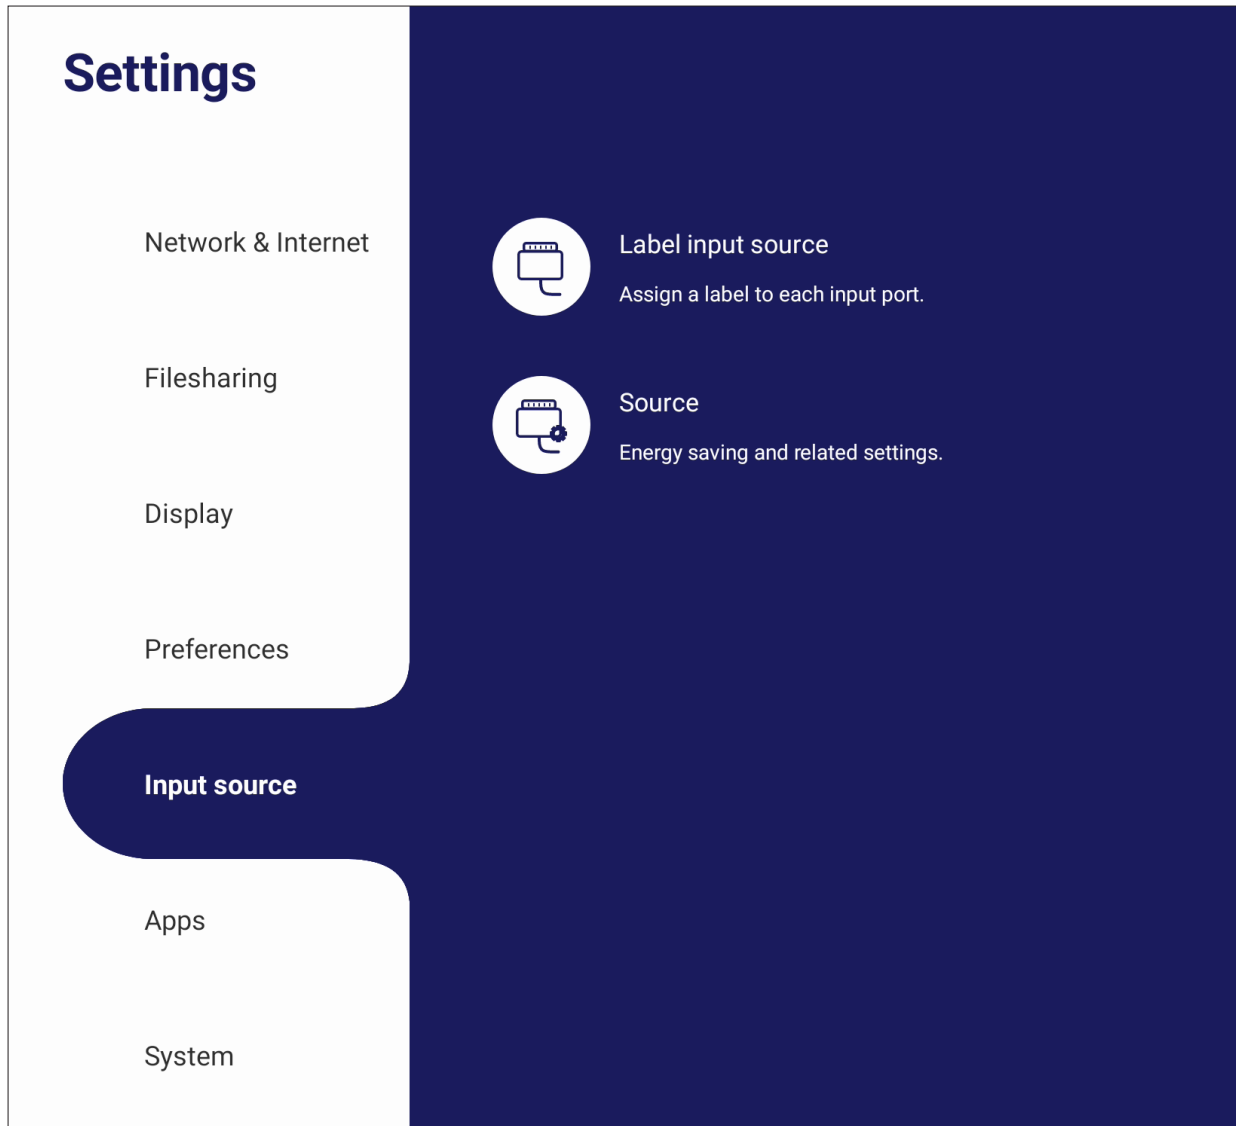 Settings
Network & Internet
Filesharing
Display
Preferences
Input source
Apps
System
Label input source
Assign a label to each input port.
Source
Energy saving and related settings.